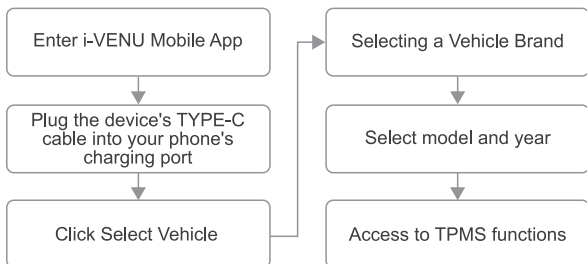 Enter i-VENU Mobile App
Plug the device's TYPE-C
cable into your phone's
charging port
Click Select Vehicle
Selecting a Vehicle Brand
Select model and year
Access to TPMS functions